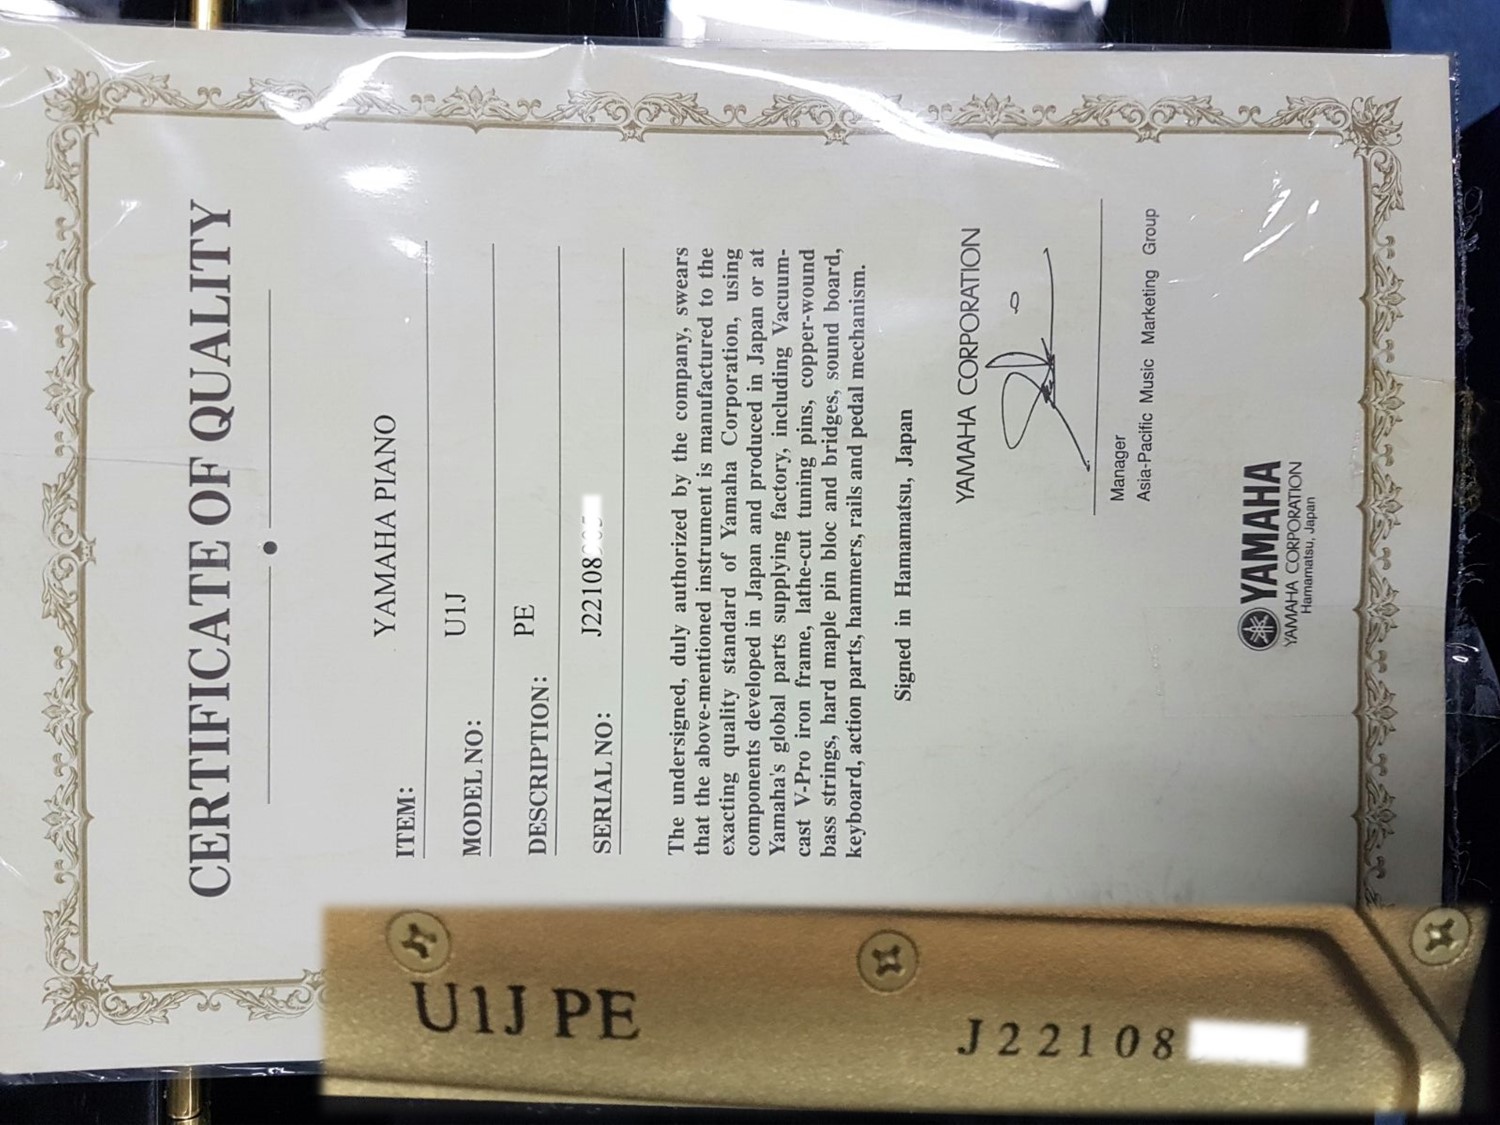 CERTIFICATE OF QUALITY
ITEM: YAMAHA PIANO
MODEL NO: U1J
DESCRIPTION: PE
SERIAL NO: J22108
The undersigned, duly authorized by the company, swears
that the above-mentioned instrument is manufactured to the
exacting quality standard of Yamaha Corporation, using
components developed in Japan and produced in Japan or at
Yamaha's global parts supplying factory, including Vacuum-
cast V-Pro iron frame, lathe-cut tuning pins, copper-wound
bass strings, hard maple pin bloc and bridges, sound board,
keyboard, action parts, hammers, rails and pedal mechanism.
Signed in Hamamatsu, Japan
YAMAHA CORPORATION
Manager
Asia-Pacific Music Marketing Group
YAMAHA
YAMAHA CORPORATION
Hamamatsu, Japan
U1J PE
J22108